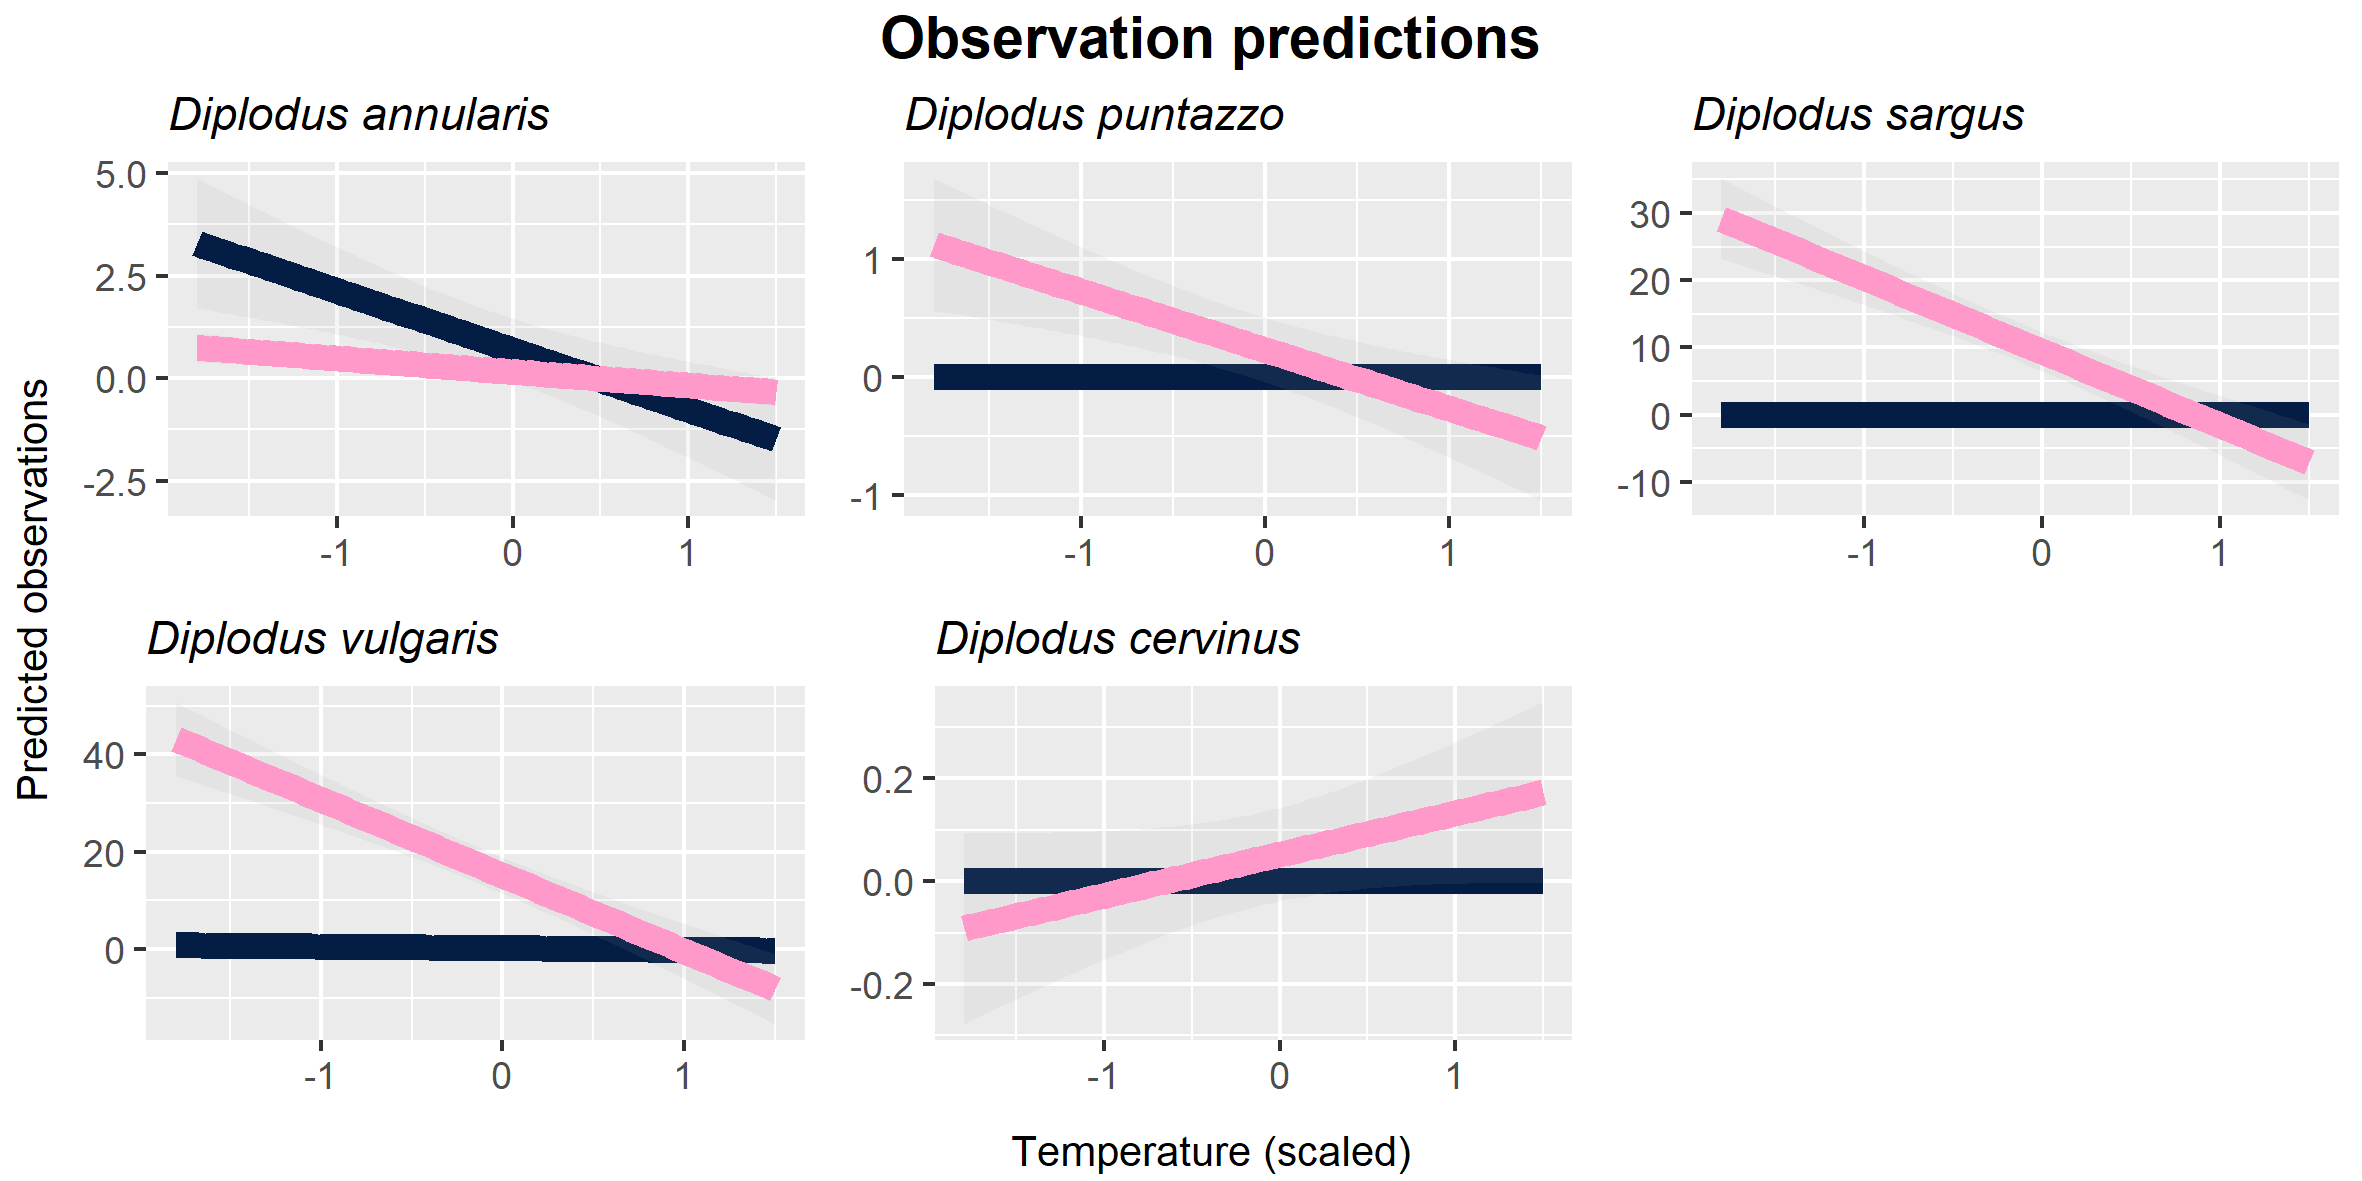 Observation predictions
Diplodus annularis
Diplodus puntazzo
Diplodus sargus
5.0
2.5
0.0
-2.5
-1 0 1
1
0
-1
-1 0 1
30
20
10
0
-10
-1 0 1
Predicted observations
Diplodus vulgaris
Diplodus cervinus
40
20
0
-1 0 1
0.2
0.0
-0.2
-1 0 1
Temperature (scaled)